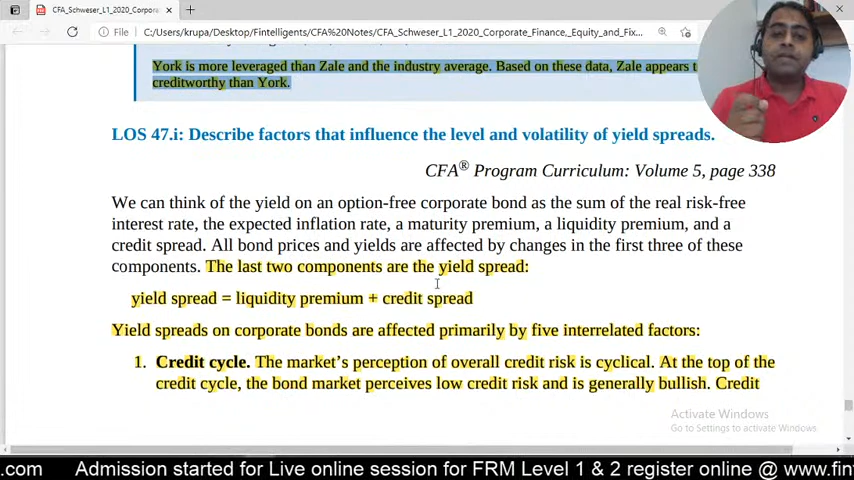 CFA_Schweser_L1_2020_Corpora
File
C:/Users/krupa/Desktop/Fintelligents/CFA%20Notes/CFA_Schweser_L1_2020_Corporate_Finance,_Equity_and_Fix...
York is more leveraged than Zale and the industry average. Based on these data, Zale appears t
creditworthy than York.
LOS 47.i: Describe factors that influence the level and volatility of yield spreads.
CFA® Program Curriculum: Volume 5, page 338
We can think of the yield on an option-free corporate bond as the sum of the real risk-free
interest rate, the expected inflation rate, a maturity premium, a liquidity premium, and a
credit spread. All bond prices and yields are affected by changes in the first three of these
components. The last two components are the yield spread:
yield spread = liquidity premium + credit spread
Yield spreads on corporate bonds are affected primarily by five interrelated factors:
1. Credit cycle. The market's perception of overall credit risk is cyclical. At the top of the
credit cycle, the bond market perceives low credit risk and is generally bullish. Credit
Activate Windows
Go to Settings to activate Windows.
.com Admission started for Live online session for FRM Level 1 & 2 register online @ www.fin